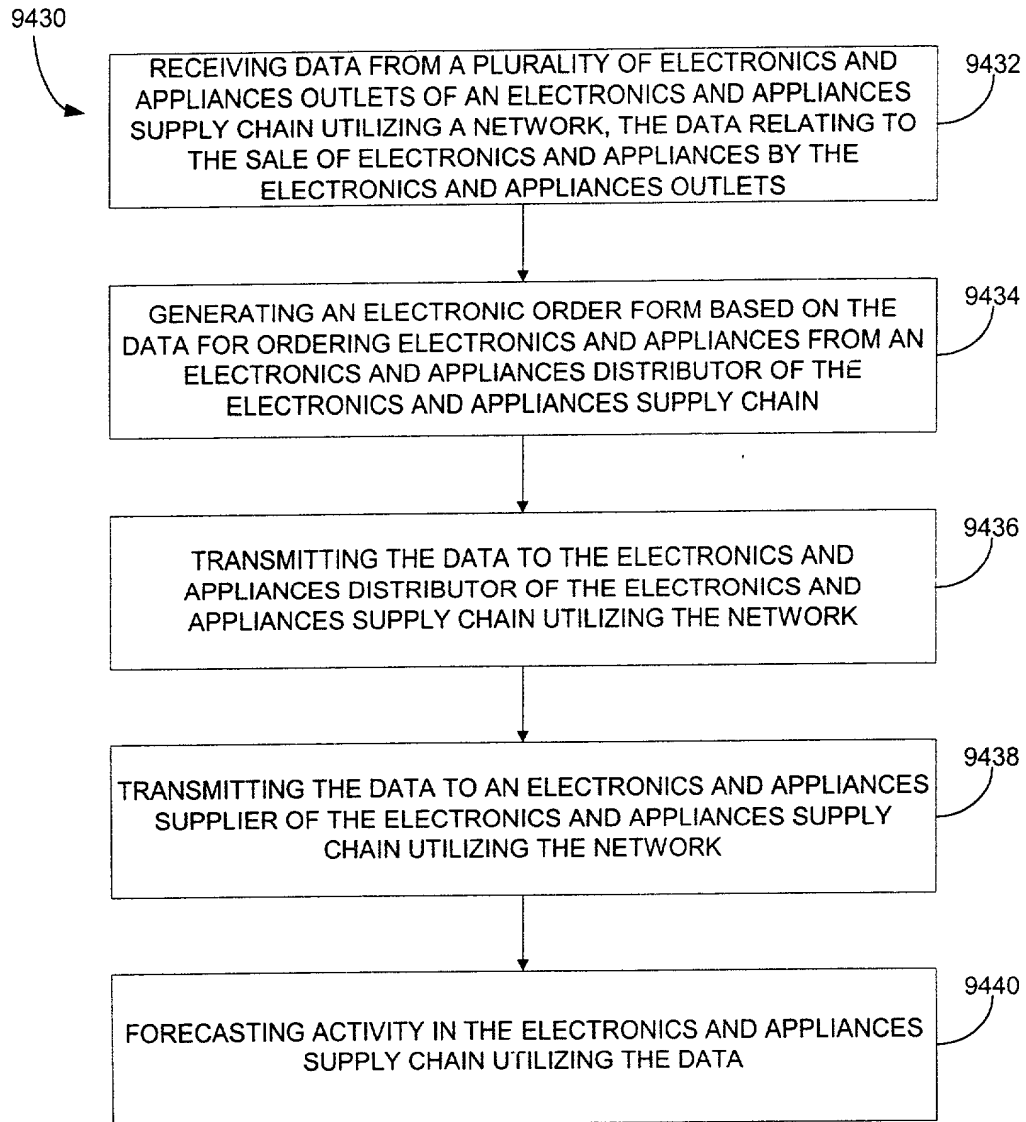 9430
RECEIVING DATA FROM A PLURALITY OF ELECTRONICS AND
APPLIANCES OUTLETS OF AN ELECTRONICS AND APPLIANCES
SUPPLY CHAIN UTILIZING A NETWORK, THE DATA RELATING TO
THE SALE OF ELECTRONICS AND APPLIANCES BY THE
ELECTRONICS AND APPLIANCES OUTLETS
9432
GENERATING AN ELECTRONIC ORDER FORM BASED ON THE
DATA FOR ORDERING ELECTRONICS AND APPLIANCES FROM AN
ELECTRONICS AND APPLIANCES DISTRIBUTOR OF THE
ELECTRONICS AND APPLIANCES SUPPLY CHAIN
9434
TRANSMITTING THE DATA TO THE ELECTRONICS AND
APPLIANCES DISTRIBUTOR OF THE ELECTRONICS AND
APPLIANCES SUPPLY CHAIN UTILIZING THE NETWORK
9436
TRANSMITTING THE DATA TO AN ELECTRONICS AND APPLIANCES
SUPPLIER OF THE ELECTRONICS AND APPLIANCES SUPPLY
CHAIN UTILIZING THE NETWORK
9438
FORECASTING ACTIVITY IN THE ELECTRONICS AND APPLIANCES
SUPPLY CHAIN UTILIZING THE DATA
9440